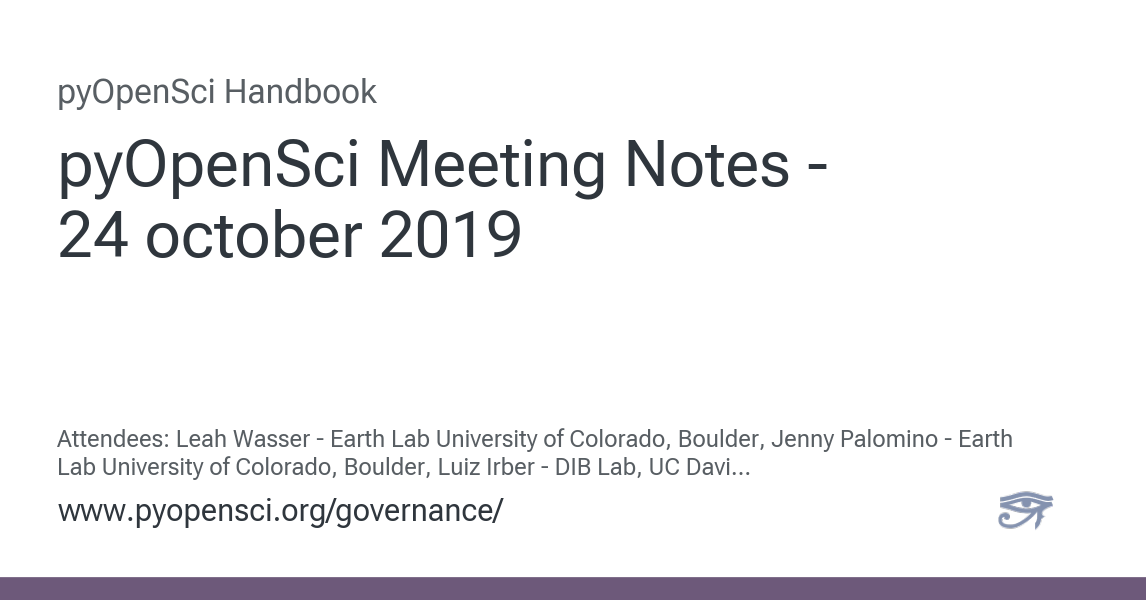 pyOpenSci Handbook
pyOpenSci Meeting Notes -
24 october 2019
Attendees: Leah Wasser - Earth Lab University of Colorado, Boulder, Jenny Palomino - Earth
Lab University of Colorado, Boulder, Luiz Irber - DIB Lab, UC Davi...
www.pyopensci.org/governance/